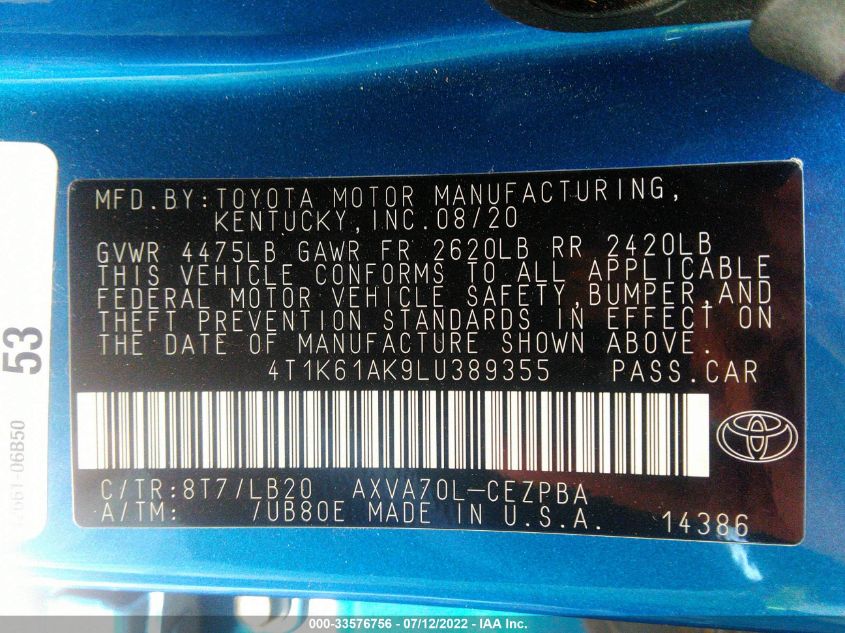 MFD.BY:TOYOTA MOTOR MANUFACTURING,
KENTUCKY,INC.08/20
GVWR 4475LB GAWR FR 2620LB RR 2420LB
THIS VEHICLE CONFORMS TO ALL APPLICABLE
FEDERAL MOTOR VEHICLE SAFETY,BUMPER,AND
THEFT PREVENTION STANDARDS IN EFFECT ON
THE DATE OF MANUFACTURE SHOWN ABOVE.
4T1K61AK9LU389355 PASS.CAR
C/TR:8T7/LB20 AXVA70L-CEZPBA
A/TM: /UB80E MADE IN U.S.A. 14386
53
000-33576756 - 07/12/2022 - IAA Inc.